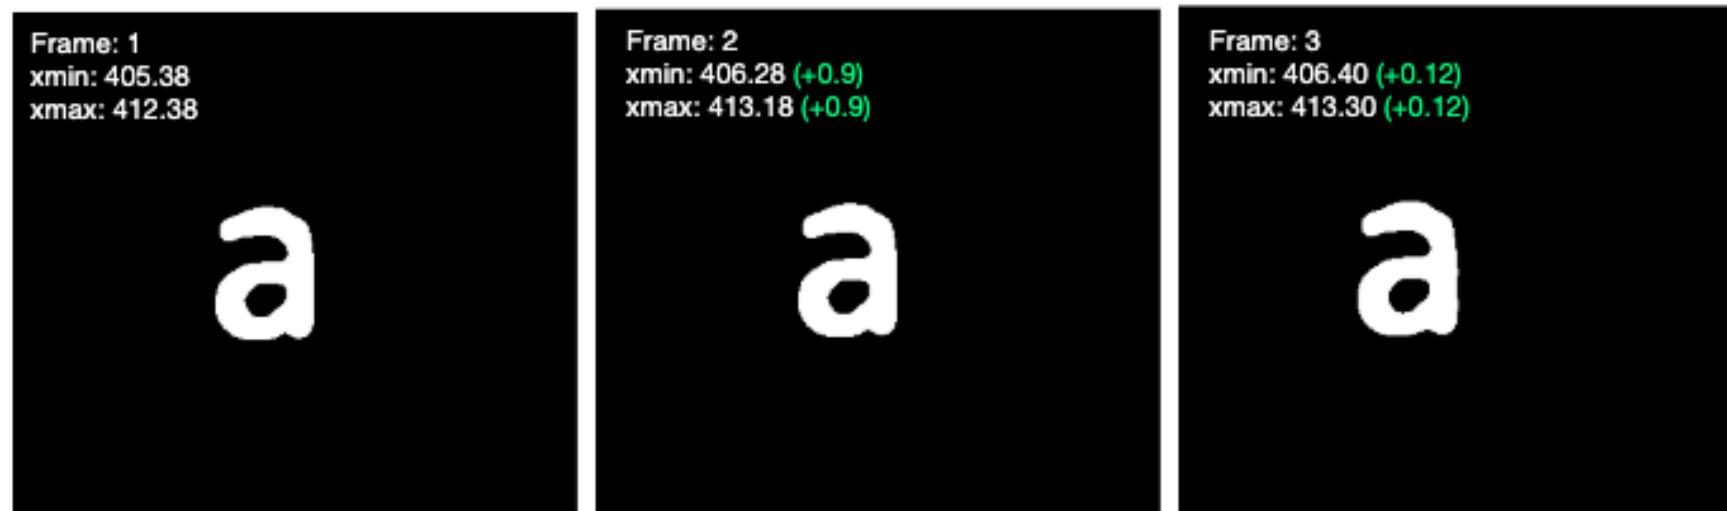 Frame: 1
xmin: 405.38
xmax: 412.38
a
Frame: 2
xmin: 406.28 (+0.9)
xmax: 413.18 (+0.9)
a
Frame: 3
xmin: 406.40 (+0.12)
xmax: 413.30 (+0.12)
a